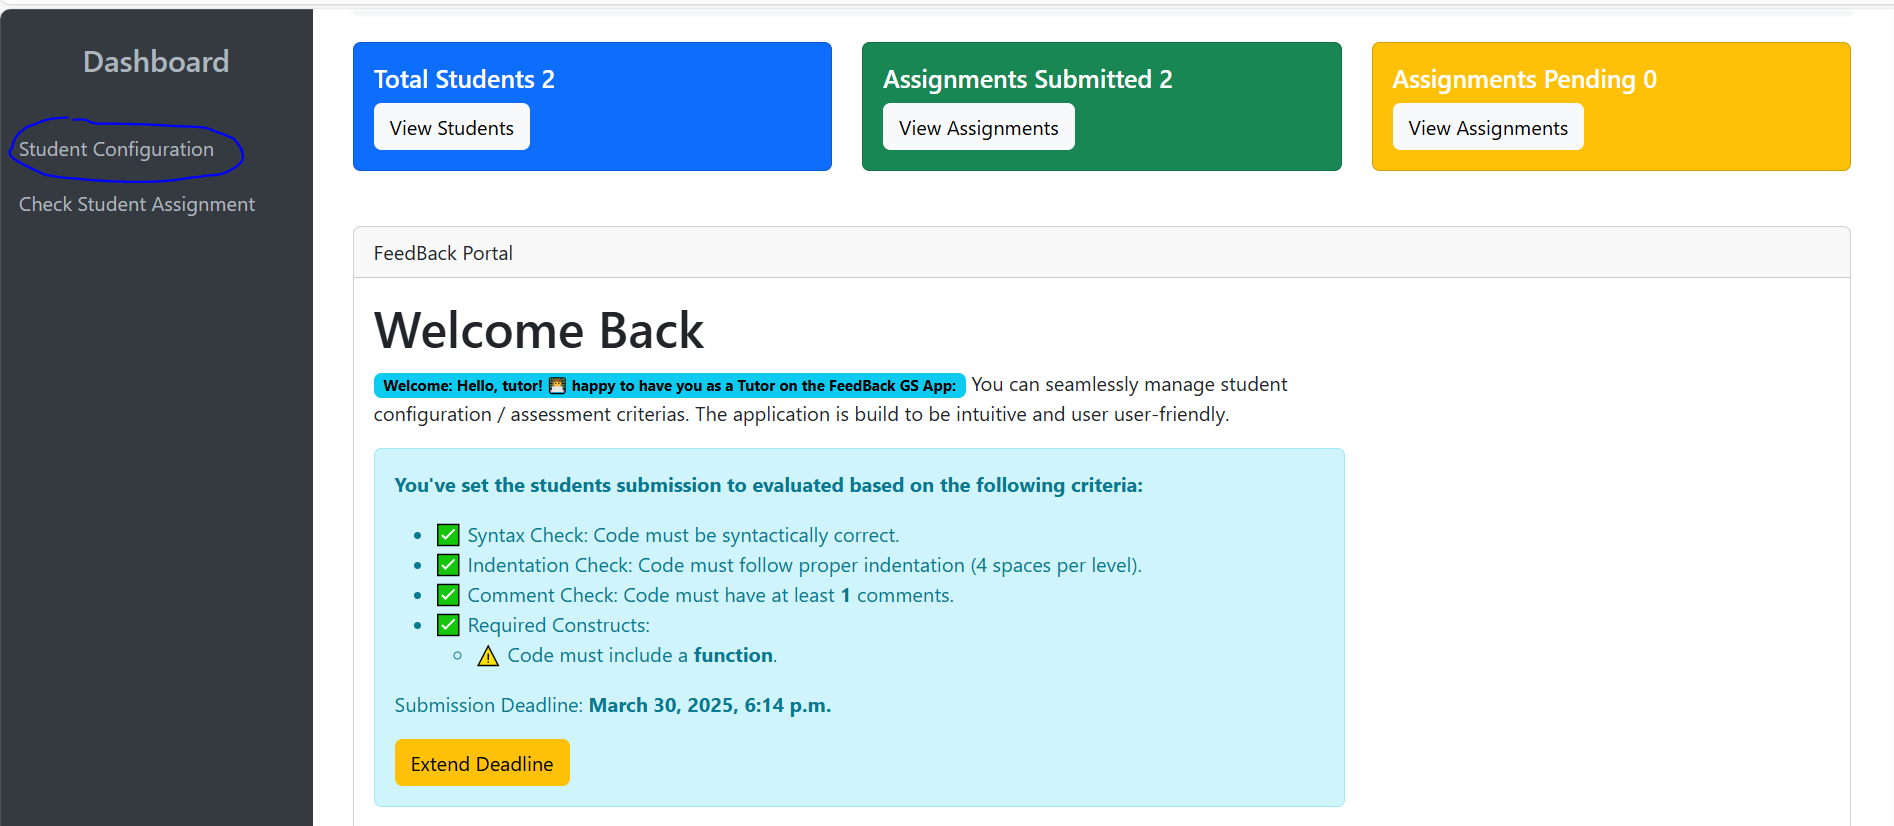 Dashboard
Student Configuration
Check Student Assignment
Total Students 2
View Students
Assignments Submitted 2
View Assignments
Assignments Pending 0
View Assignments
FeedBack Portal
Welcome Back
Welcome: Hello, tutor! 👨‍🏫 happy to have you as a Tutor on the FeedBack GS App: You can seamlessly manage student
configuration / assessment criterias. The application is build to be intuitive and user user-friendly.
You've set the students submission to evaluated based on the following criteria:
• ✅ Syntax Check: Code must be syntactically correct.
• ✅ Indentation Check: Code must follow proper indentation (4 spaces per level).
• ✅ Comment Check: Code must have at least 1 comments.
• ✅ Required Constructs:
◦ ⚠️ Code must include a function.
Submission Deadline: March 30, 2025, 6:14 p.m.
Extend Deadline